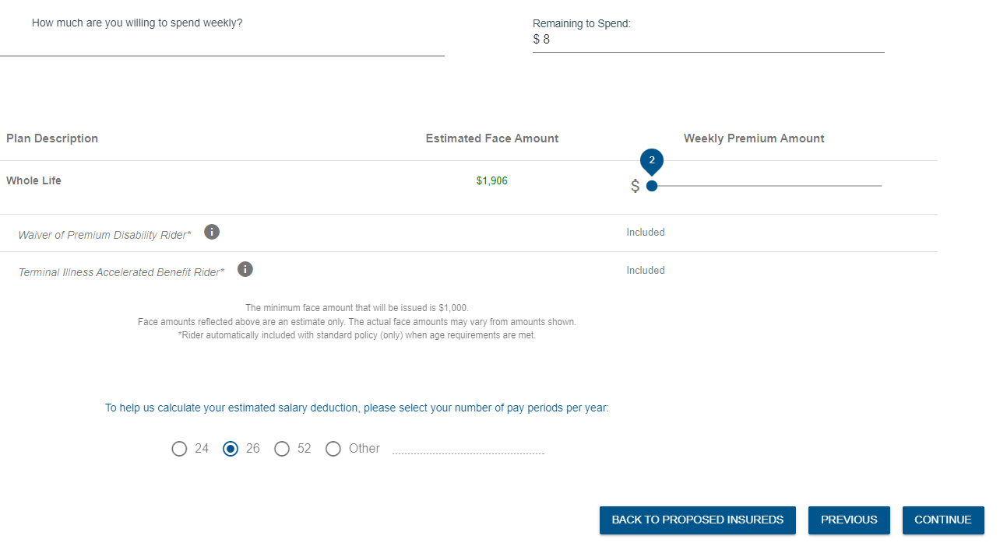 How much are you willing to spend weekly?
Remaining to Spend:
$ 8
Plan Description Estimated Face Amount Weekly Premium Amount
2
Whole Life $1,906 $
Waiver of Premium Disability Rider* i Included
Terminal Illness Accelerated Benefit Rider* i Included
The minimum face amount that will be issued is $1,000.
Face amounts reflected above are an estimate only. The actual face amounts may vary from amounts shown.
*Rider automatically included with standard policy (only) when age requirements are met.
To help us calculate your estimated salary deduction, please select your number of pay periods per year:
24 26 52 Other
BACK TO PROPOSED INSUREDS PREVIOUS CONTINUE